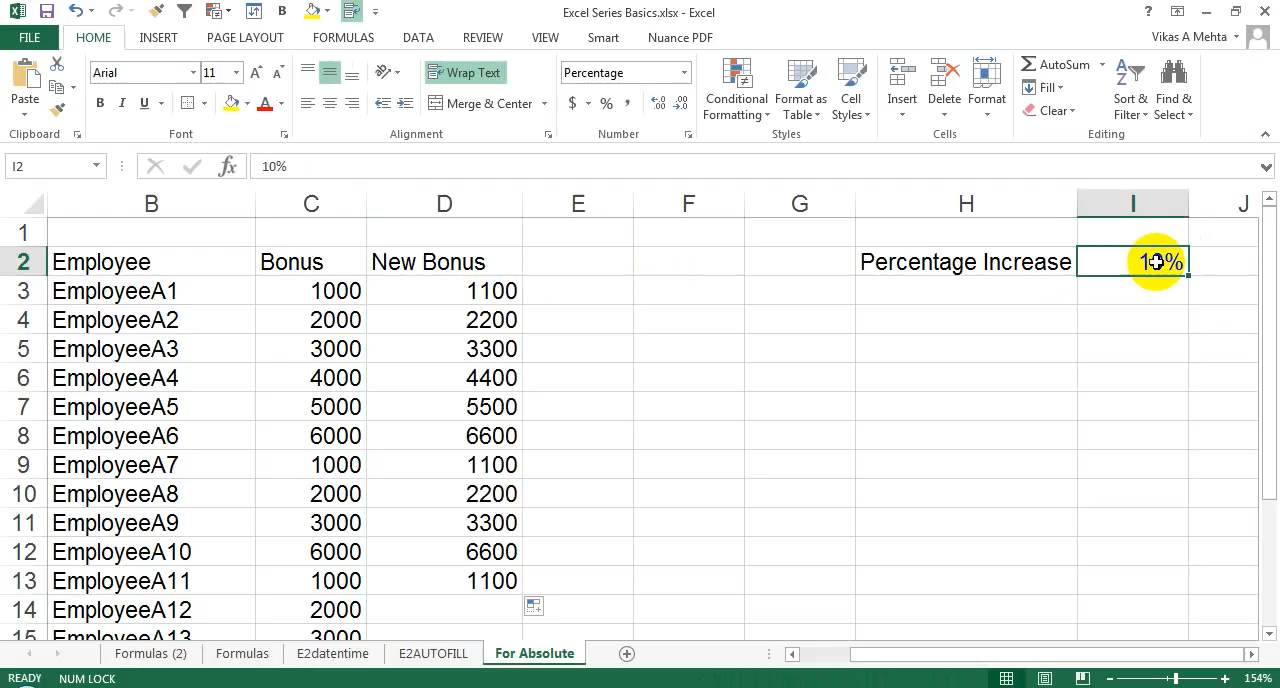 Excel Series Basics.xlsx - Excel
FILE HOME INSERT PAGE LAYOUT FORMULAS DATA REVIEW VIEW Smart Nuance PDF Vikas A Mehta
Paste
Clipboard
Arial 11
B I U
Font
Wrap Text
Merge & Center
Alignment
Percentage
$ % ,
Number
Conditional Formatting
Format as Table
Cell Styles
Styles
Insert Delete Format
Cells
AutoSum
Fill
Clear
Sort & Filter
Find & Select
Editing
I2 fx 10%
B C D E F G H I J
1
2 Employee Bonus New Bonus Percentage Increase
3 EmployeeA1 1000 1100
4 EmployeeA2 2000 2200
5 EmployeeA3 3000 3300
6 EmployeeA4 4000 4400
7 EmployeeA5 5000 5500
8 EmployeeA6 6000 6600
9 EmployeeA7 1000 1100
10 EmployeeA8 2000 2200
11 EmployeeA9 3000 3300
12 EmployeeA10 6000 6600
13 EmployeeA11 1000 1100
14 EmployeeA12 2000
15 EmployeeA13 3000
Formulas (2) Formulas E2datentime E2AUTOFILL For Absolute
READY NUM LOCK 154%